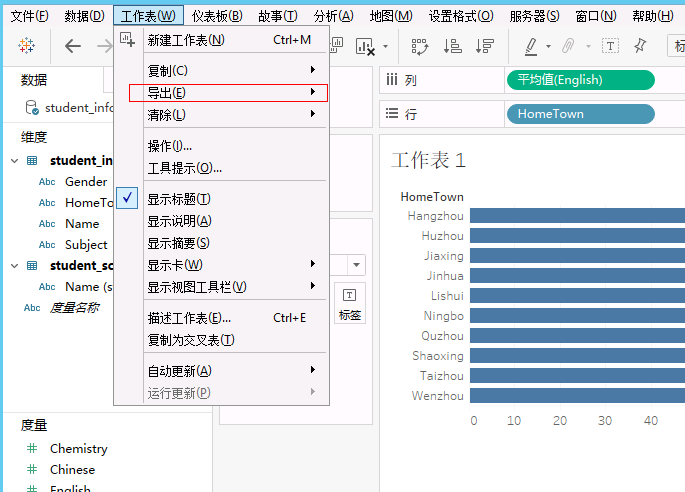 文件(F) 数据(D) 工作表(W) 仪表板(B) 故事(T) 分析(A) 地图(M) 设置格式(O) 服务器(S) 窗口(N) 帮助(H)
新建工作表(N) Ctrl+M
复制(C)
导出(E)
清除(L)
操作(I)...
工具提示(O)...
显示标题(T)
显示说明(A)
显示摘要(S)
显示卡(W)
显示视图工具栏(V)
描述工作表(E)... Ctrl+E
复制为交叉表(T)
自动更新(A)
运行更新(P)
数据
student_info
维度
student_in
Abc Gender
Abc HomeTo
Abc Name
Abc Subject
student_sc
Abc Name (s
Abc 度量名称
度量
Chemistry
Chinese
English
标签
T
标
列 平均值(English)
行 HomeTown
工作表 1
HomeTown
Hangzhou
Huzhou
Jiaxing
Jinhua
Lishui
Ningbo
Quzhou
Shaoxing
Taizhou
Wenzhou
0 10 20 30 40